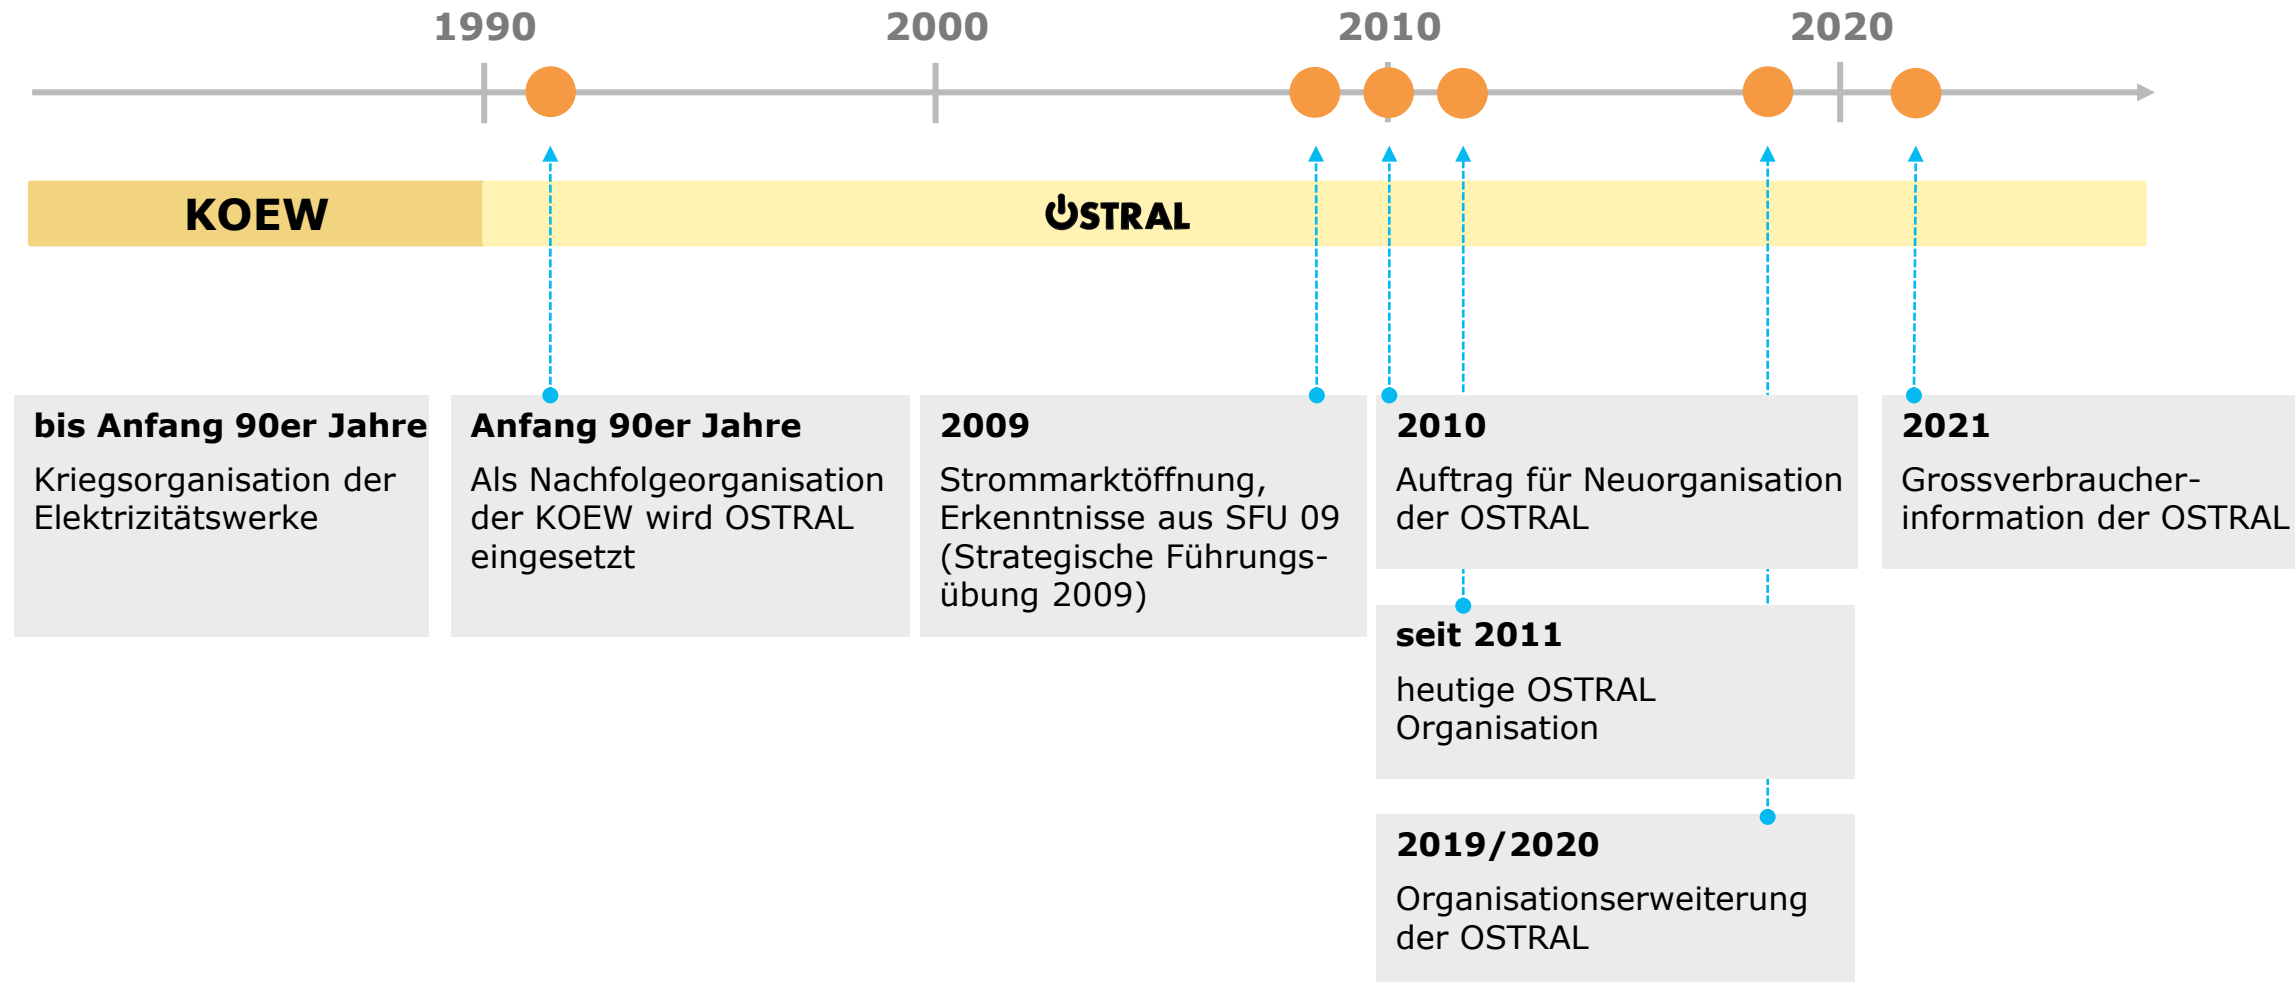 1990
2000
2010
2020
KOEW
OSTRAL
bis Anfang 90er Jahre
Kriegsorganisation der
Elektrizitätswerke
Anfang 90er Jahre
Als Nachfolgeorganisation
der KOEW wird OSTRAL
eingesetzt
2009
Strommarktöffnung,
Erkenntnisse aus SFU 09
(Strategische Führungs-
übung 2009)
2010
Auftrag für Neuorganisation
der OSTRAL
seit 2011
heutige OSTRAL
Organisation
2019/2020
Organisationserweiterung
der OSTRAL
2021
Grossverbraucher-
information der OSTRAL